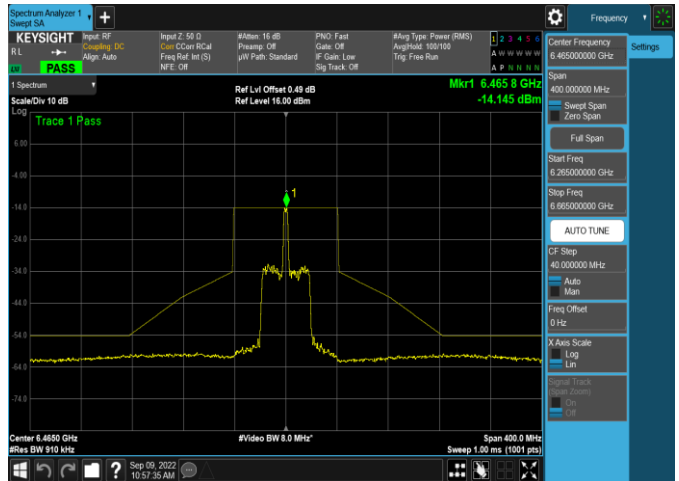 Spectrum Analyzer 1
Swept SA
Frequency
KEYSIGHT
RL
PASS
Input: RF
Coupling: DC
Align: Auto
Input Z: 50 Ω
Corr CCorr RCal
Freq Ref: Int (S)
NFE: Off
#Atten: 16 dB
Preamp: Off
µW Path: Standard
PNO: Fast
Gate: Off
IF Gain: Low
Sig Track: Off
#Avg Type: Power (RMS)
Avg|Hold: 100/100
Trig: Free Run
1 2 3 4 5 6
A W W W W W
A P N N N N
1 Spectrum
Scale/Div 10 dB
Log
Ref Lvl Offset 0.49 dB
Ref Level 16.00 dBm
Mkr1 6.465 8 GHz
-14.145 dBm
Trace 1 Pass
1
6.00
-4.00
-14.0
-24.0
-34.0
-44.0
-54.0
-64.0
-74.0
Center 6.4650 GHz
#Res BW 910 kHz
#Video BW 8.0 MHz*
Span 400.0 MHz
Sweep 1.00 ms (1001 pts)
Sep 09, 2022
10:57:35 AM
?
Settings
Center Frequency
6.465000000 GHz
Span
400.000000 MHz
Swept Span
Zero Span
Full Span
Start Freq
6.265000000 GHz
Stop Freq
6.665000000 GHz
AUTO TUNE
CF Step
40.000000 MHz
Auto
Man
Freq Offset
0 Hz
X Axis Scale
Log
Lin
Signal Track
(Span Zoom)
On
Off